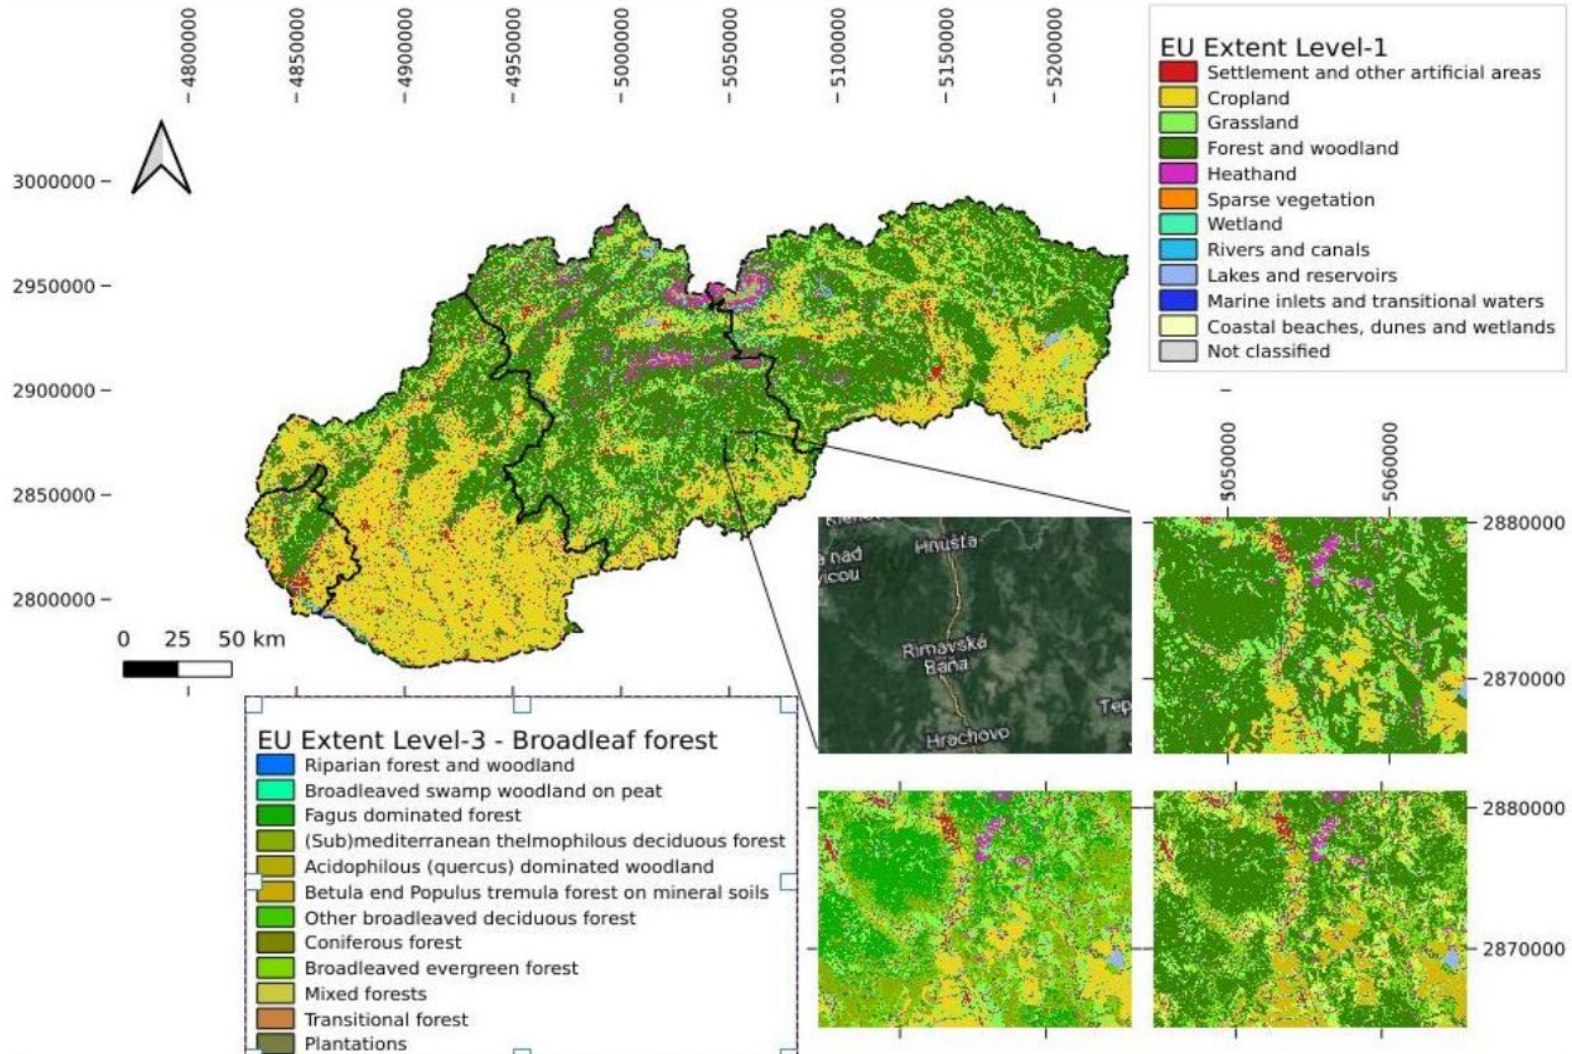 4800000
4850000
4900000
4950000
5000000
5050000
5100000
5150000
5200000
EU Extent Level-1
Settlement and other artificial areas
Cropland
Grassland
Forest and woodland
Heathand
Sparse vegetation
Wetland
Rivers and canals
Lakes and reservoirs
Marine inlets and transitional waters
Coastal beaches, dunes and wetlands
Not classified
3000000
2950000
2900000
2850000
2800000
0 25 50 km
5050000
5060000
2880000
2870000
a nad
vicou
Hnúšťa
Rimavská
Baňa
Hrachovo
Tep
2880000
2870000
EU Extent Level-3 - Broadleaf forest
Riparian forest and woodland
Broadleaved swamp woodland on peat
Fagus dominated forest
(Sub)mediterranean thelmophilous deciduous forest
Acidophilous (quercus) dominated woodland
Betula end Populus tremula forest on mineral soils
Other broadleaved deciduous forest
Coniferous forest
Broadleaved evergreen forest
Mixed forests
Transitional forest
Plantations